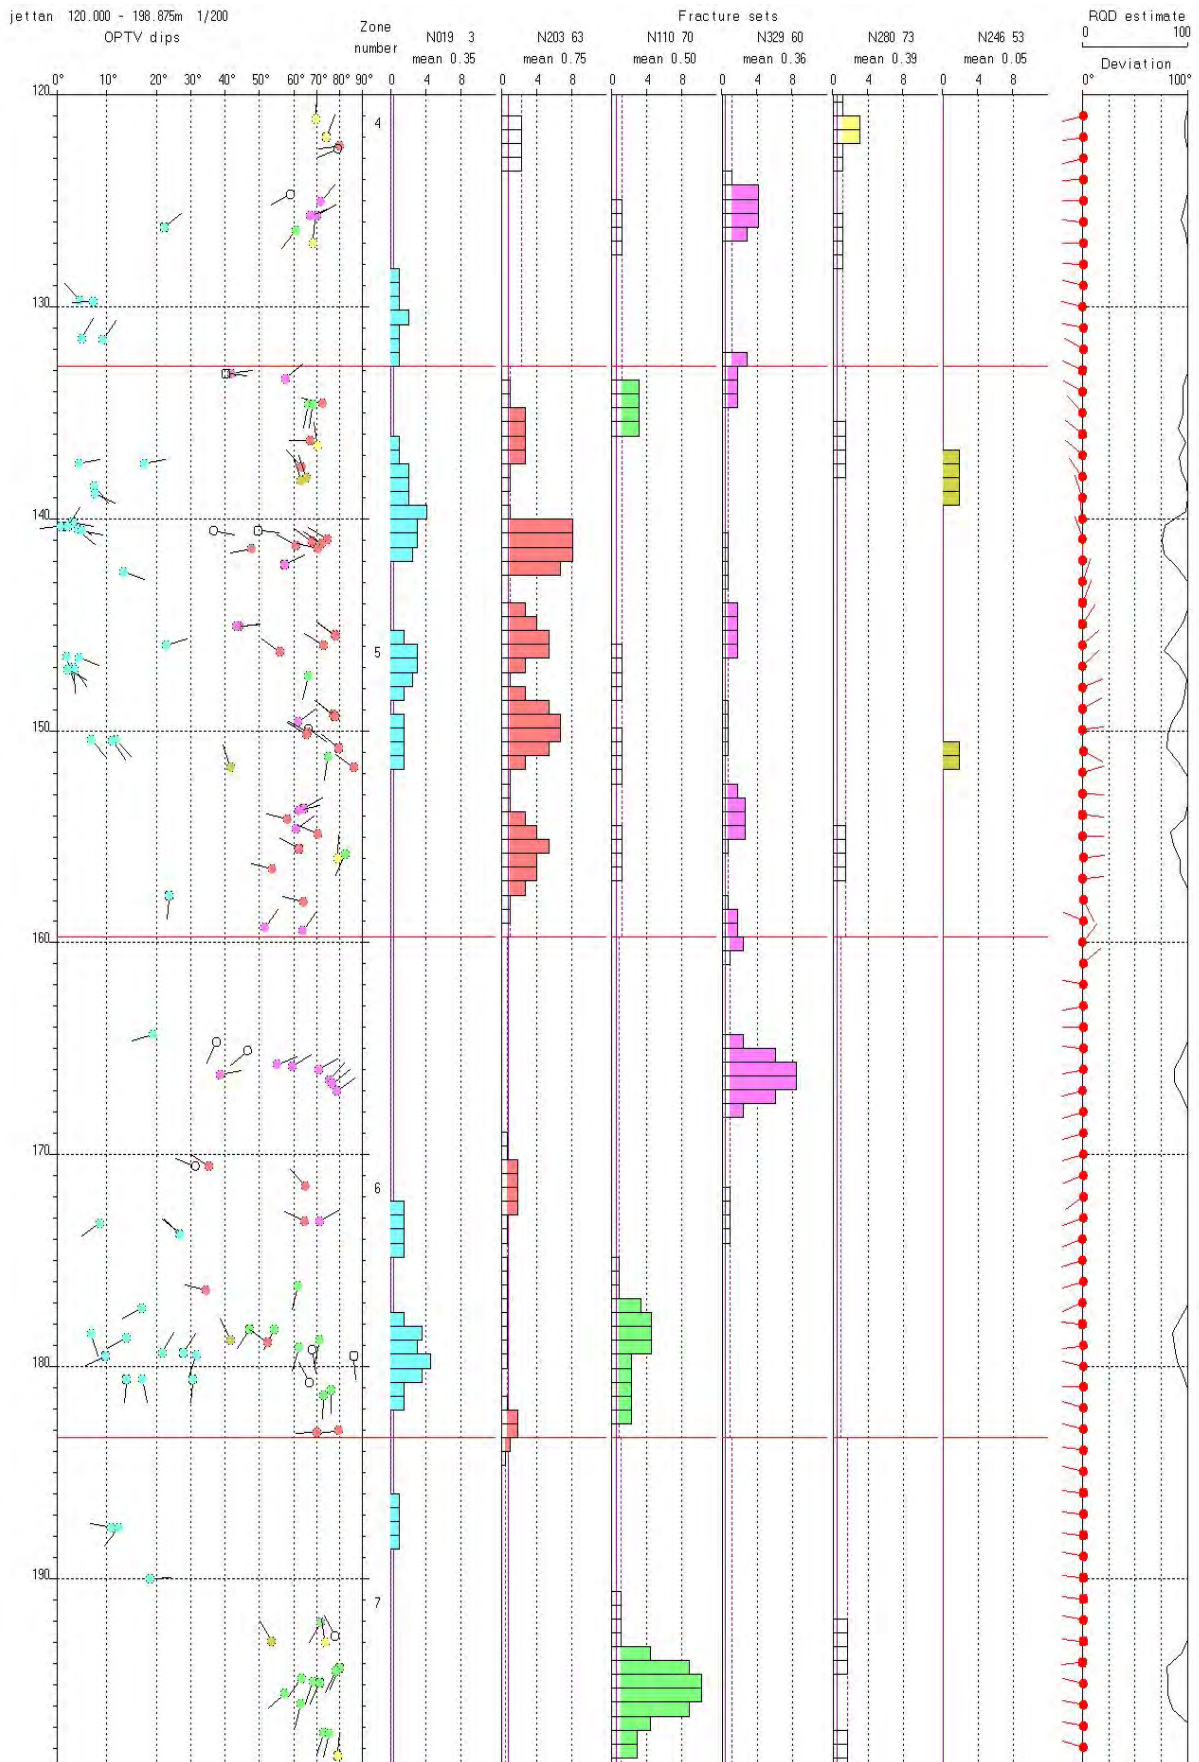 jettan 120.000 - 198.875m 1/200
Fracture sets
RQD estimate
OPTV dips
Zone number
N019 3
N203 63
N110 70
N329 60
N280 73
N246 53
0 100
mean 0.35
mean 0.75
mean 0.50
mean 0.36
mean 0.39
mean 0.05
Deviation
0° 10° 20° 30° 40° 50° 60° 70° 80° 90°
0 4 8
0 4 8
0 4 8
0 4 8
0 4 8
0 4 8
0° 100°
120
4
130
140
5
150
160
170
6
180
190
7